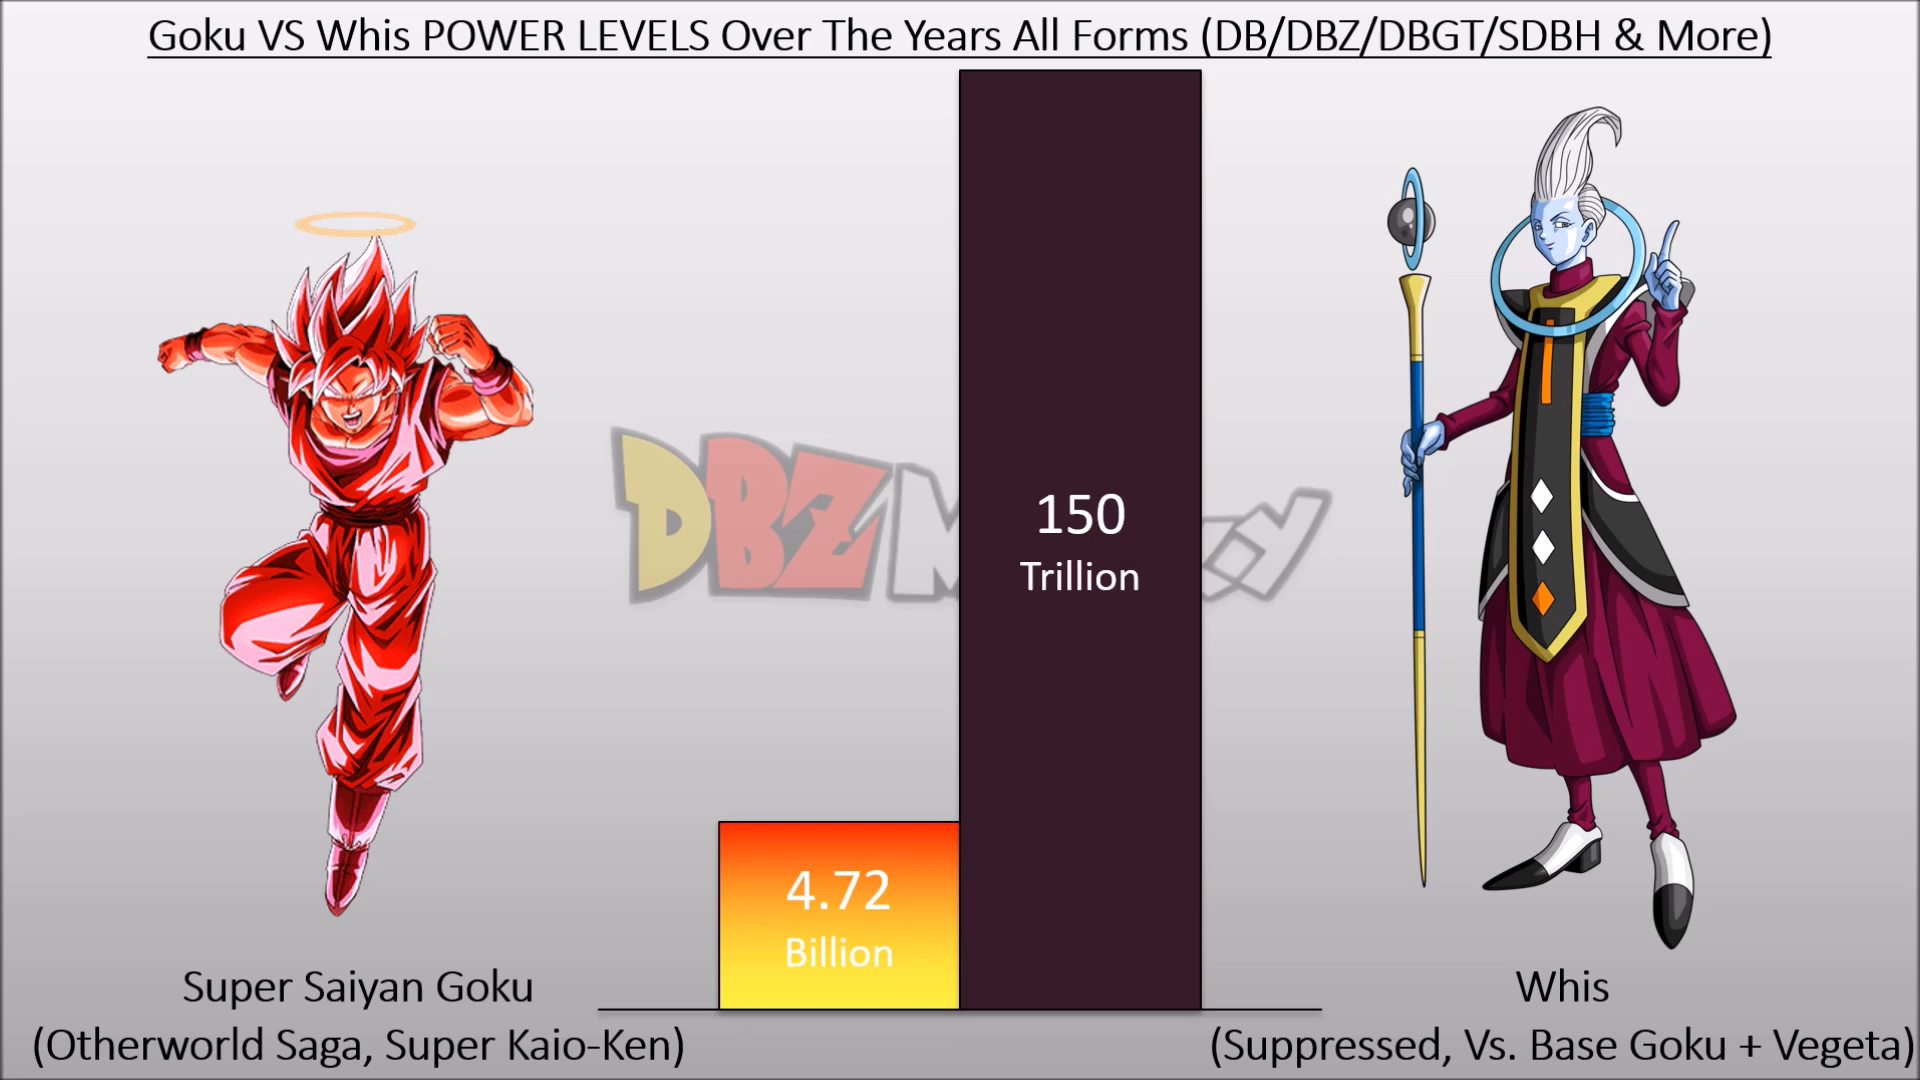 Goku VS Whis POWER LEVELS Over The Years All Forms (DB/DBZ/DBGT/SDBH & More)
DBZ
150
Trillion
4.72
Billion
Super Saiyan Goku
(Otherworld Saga, Super Kaio-Ken)
Whis
(Suppressed, Vs. Base Goku + Vegeta)